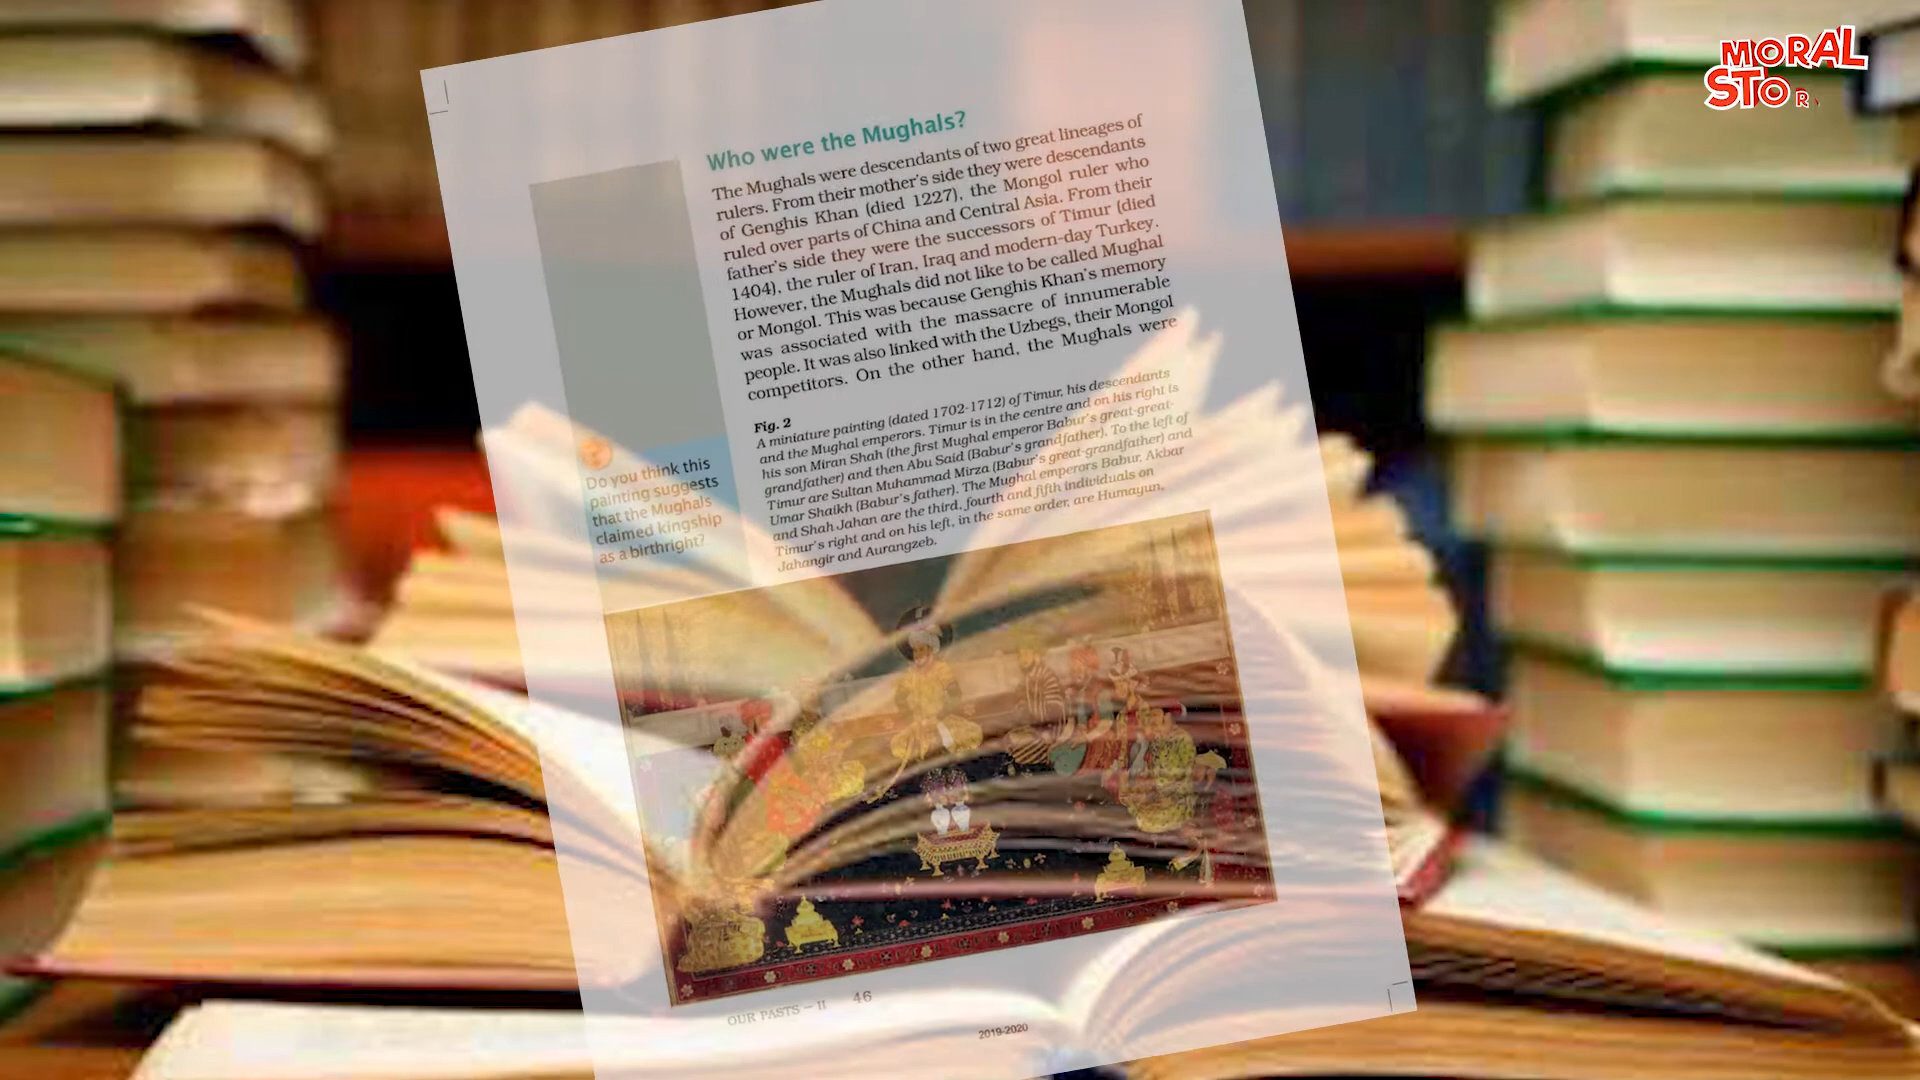 MORAL
STOR
Who were the Mughals?
The Mughals were descendants of two great lineages of
rulers. From their mother's side they were descendants
of Genghis Khan (died 1227), the Mongol ruler who
ruled over parts of China and Central Asia. From their
father's side they were the successors of Timur (died
1404), the ruler of Iran, Iraq and modern-day Turkey.
However, the Mughals did not like to be called Mughal
or Mongol. This was because Genghis Khan's memory
was associated with the massacre of innumerable
people. It was also linked with the Uzbegs, their Mongol
competitors. On the other hand, the Mughals were
Fig. 2
A miniature painting (dated 1702-1712) of Timur, his descendants
and the Mughal emperors. Timur is in the centre and on his right is
his son Miran Shah (the first Mughal emperor Babur's great-great-
grandfather) and then Abu Said (Babur's grandfather). To the left of
Timur are Sultan Muhammad Mirza (Babur's great-grandfather) and
Umar Shaikh (Babur's father). The Mughal emperors Babur, Akbar
and Shah Jahan are the third, fourth and fifth individuals on
Timur's right and on his left, in the same order, are Humayun,
Jahangir and Aurangzeb.
?
Do you think this
painting suggests
that the Mughals
claimed kingship
as a birthright?
OUR PASTS – II 46
2019-2020